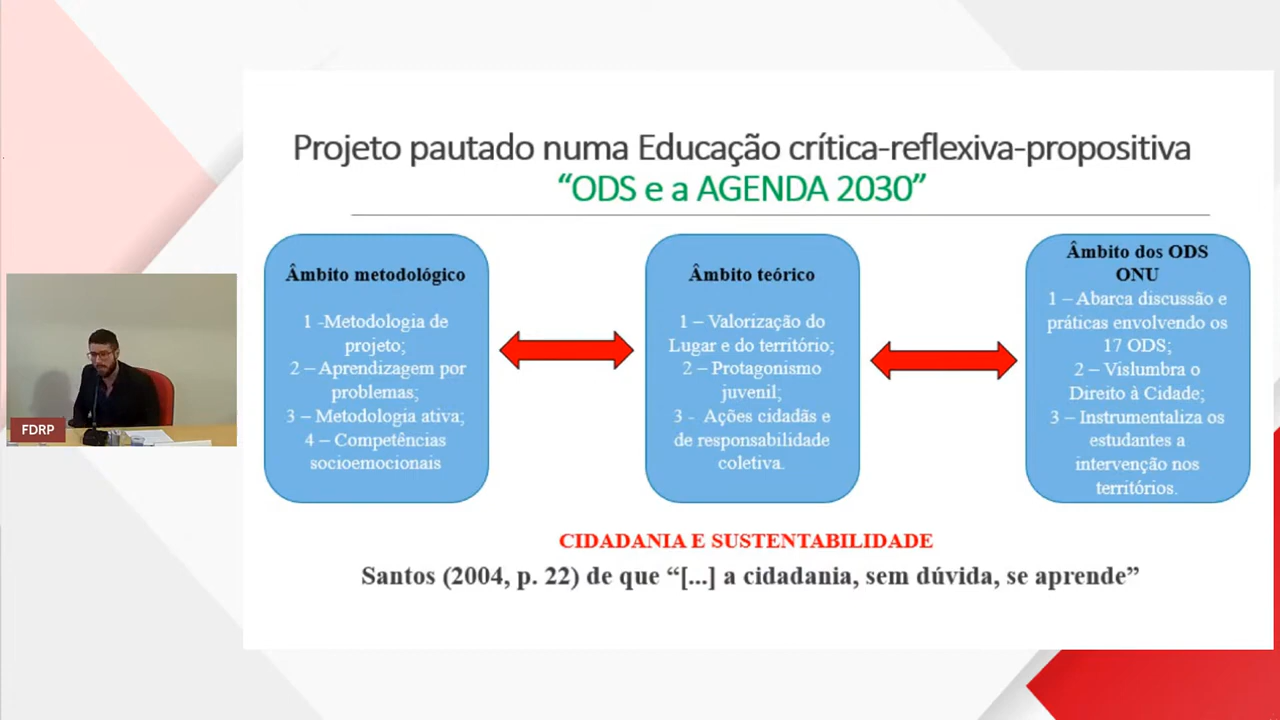 Projeto pautado numa Educação crítica-reflexiva-propositiva
“ODS e a AGENDA 2030”
Âmbito metodológico
1 -Metodologia de
projeto;
2 – Aprendizagem por
problemas;
3 – Metodologia ativa;
4 – Competências
socioemocionais
Âmbito teórico
1 – Valorização do
Lugar e do território;
2 – Protagonismo
juvenil;
3 - Ações cidadãs e
de responsabilidade
coletiva.
Âmbito dos ODS
ONU
1 – Abarca discussão e
práticas envolvendo os
17 ODS;
2 – Vislumbra o
Direito à Cidade;
3 – Instrumentaliza os
estudantes a
intervenção nos
territórios.
FDRP
CIDADANIA E SUSTENTABILIDADE
Santos (2004, p. 22) de que “[...] a cidadania, sem dúvida, se aprende”